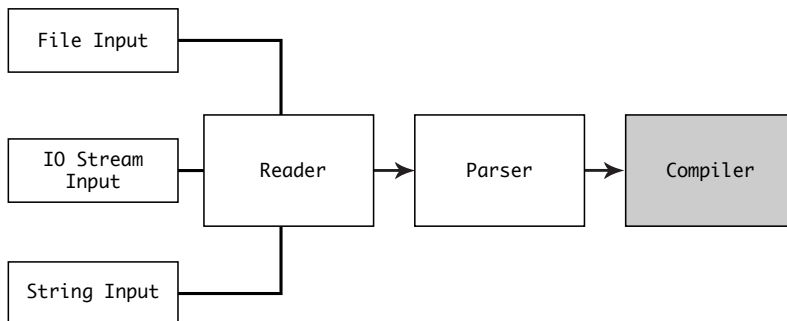 File Input
IO Stream
Input
String Input
Reader
Parser
Compiler